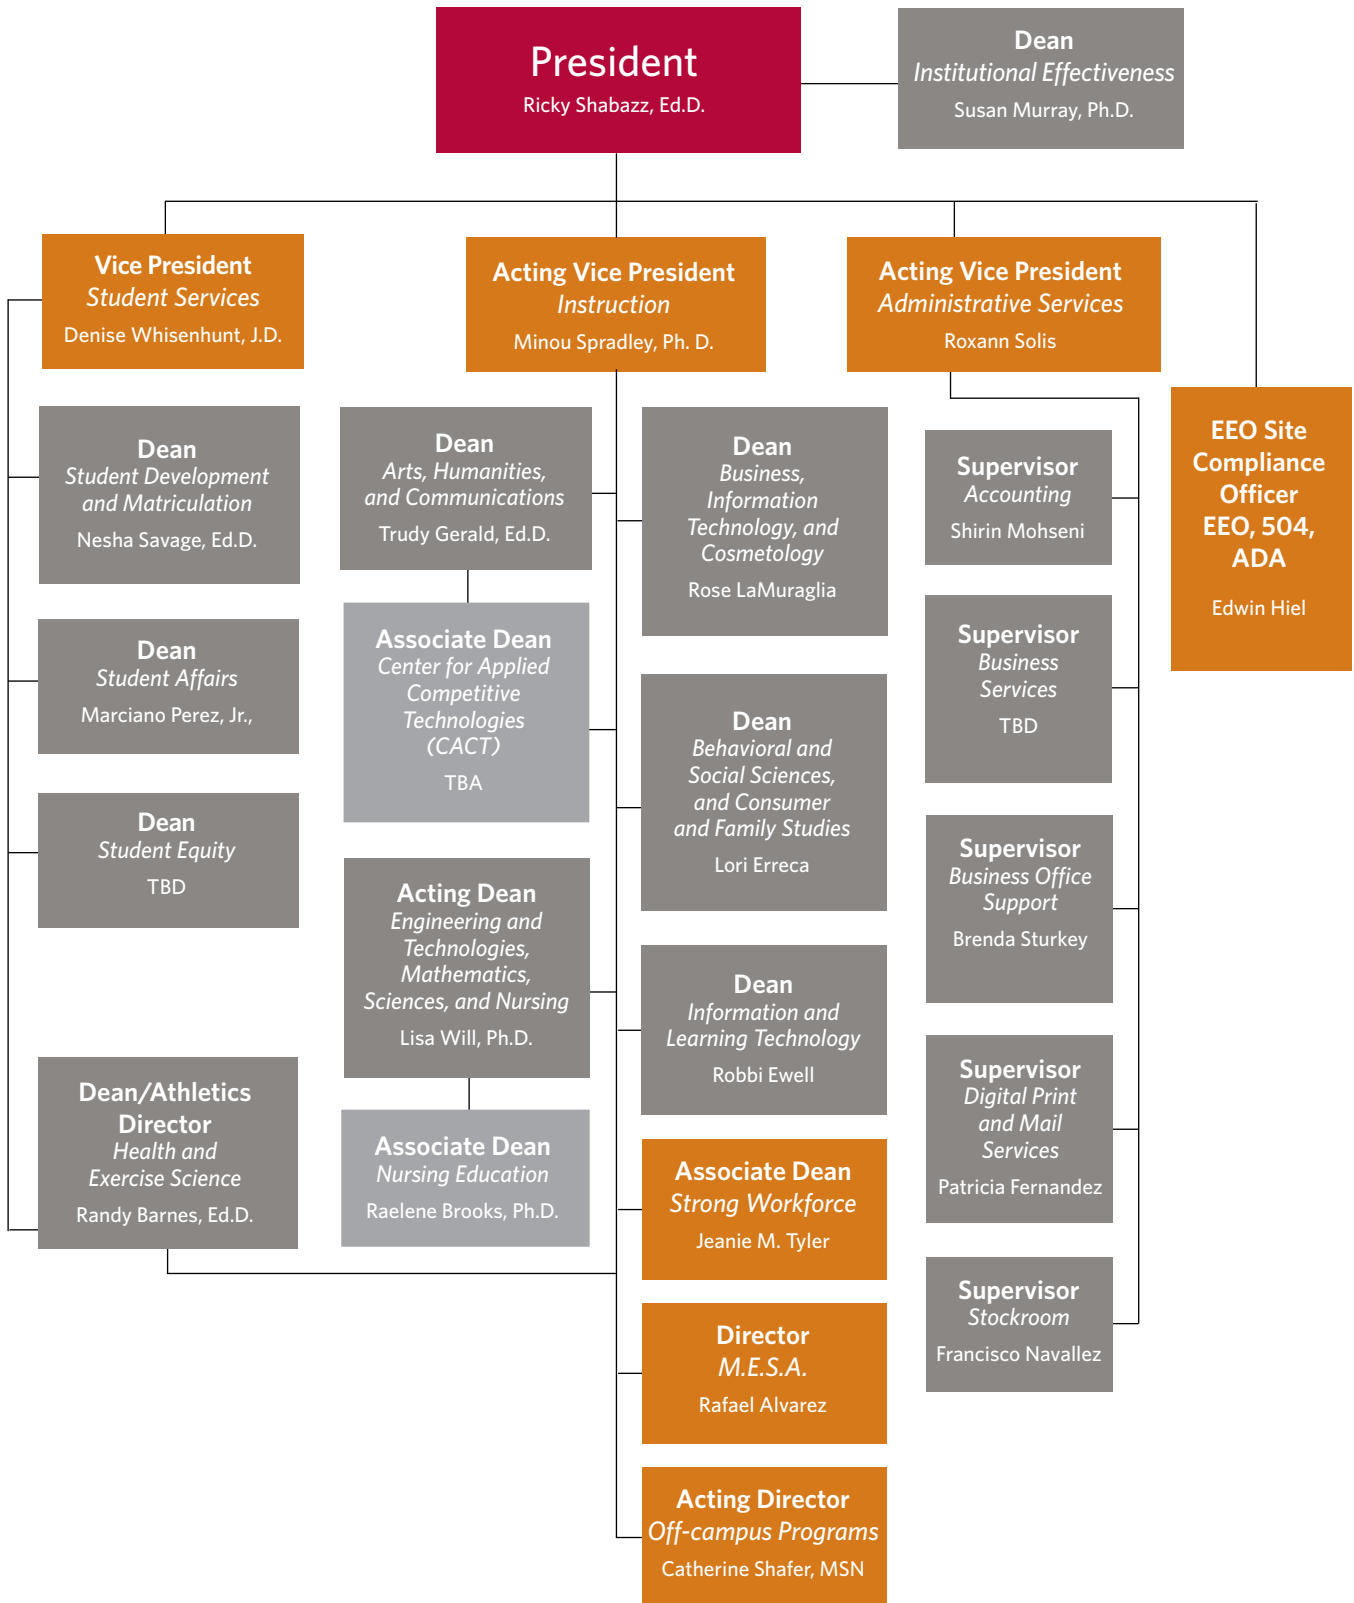 President
Ricky Shabazz, Ed.D.
Dean
Institutional Effectiveness
Susan Murray, Ph.D.
Vice President
Student Services
Denise Whisenhunt, J.D.
Acting Vice President
Instruction
Minou Spradley, Ph. D.
Acting Vice President
Administrative Services
Roxann Solis
EEO Site
Compliance
Officer
EEO, 504,
ADA
Edwin Hiel
Dean
Student Development
and Matriculation
Nesha Savage, Ed.D.
Dean
Student Affairs
Marciano Perez, Jr.,
Dean
Student Equity
TBD
Dean/Athletics
Director
Health and
Exercise Science
Randy Barnes, Ed.D.
Dean
Arts, Humanities,
and Communications
Trudy Gerald, Ed.D.
Associate Dean
Center for Applied
Competitive
Technologies
(CACT)
TBA
Acting Dean
Engineering and
Technologies,
Mathematics,
Sciences, and Nursing
Lisa Will, Ph.D.
Associate Dean
Nursing Education
Raelene Brooks, Ph.D.
Dean
Business,
Information
Technology, and
Cosmetology
Rose LaMuraglia
Dean
Behavioral and
Social Sciences,
and Consumer
and Family Studies
Lori Erreca
Dean
Information and
Learning Technology
Robbi Ewell
Associate Dean
Strong Workforce
Jeanie M. Tyler
Director
M.E.S.A.
Rafael Alvarez
Acting Director
Off-campus Programs
Catherine Shafer, MSN
Supervisor
Accounting
Shirin Mohseni
Supervisor
Business
Services
TBD
Supervisor
Business Office
Support
Brenda Sturkey
Supervisor
Digital Print
and Mail
Services
Patricia Fernandez
Supervisor
Stockroom
Francisco Navallez